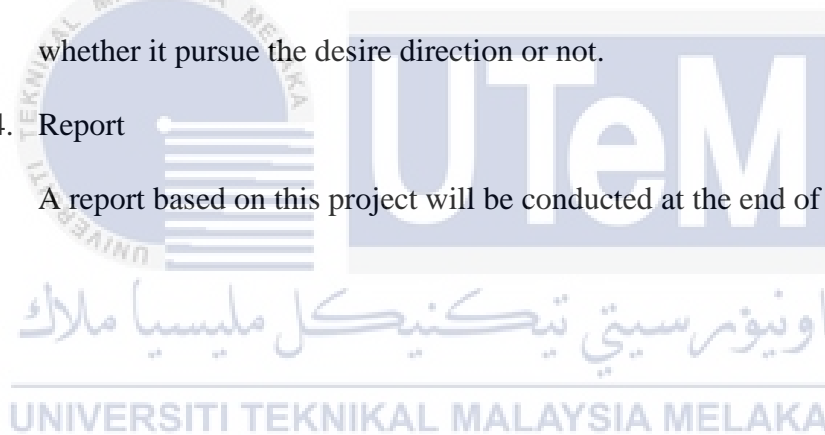 whether it pursue the desire direction or not.
4. Report
A report based on this project will be conducted at the end of
UTeM
اونيۏرسيتي تيكنيكل مليسيا ملاك
UNIVERSITI TEKNIKAL MALAYSIA MELAKA